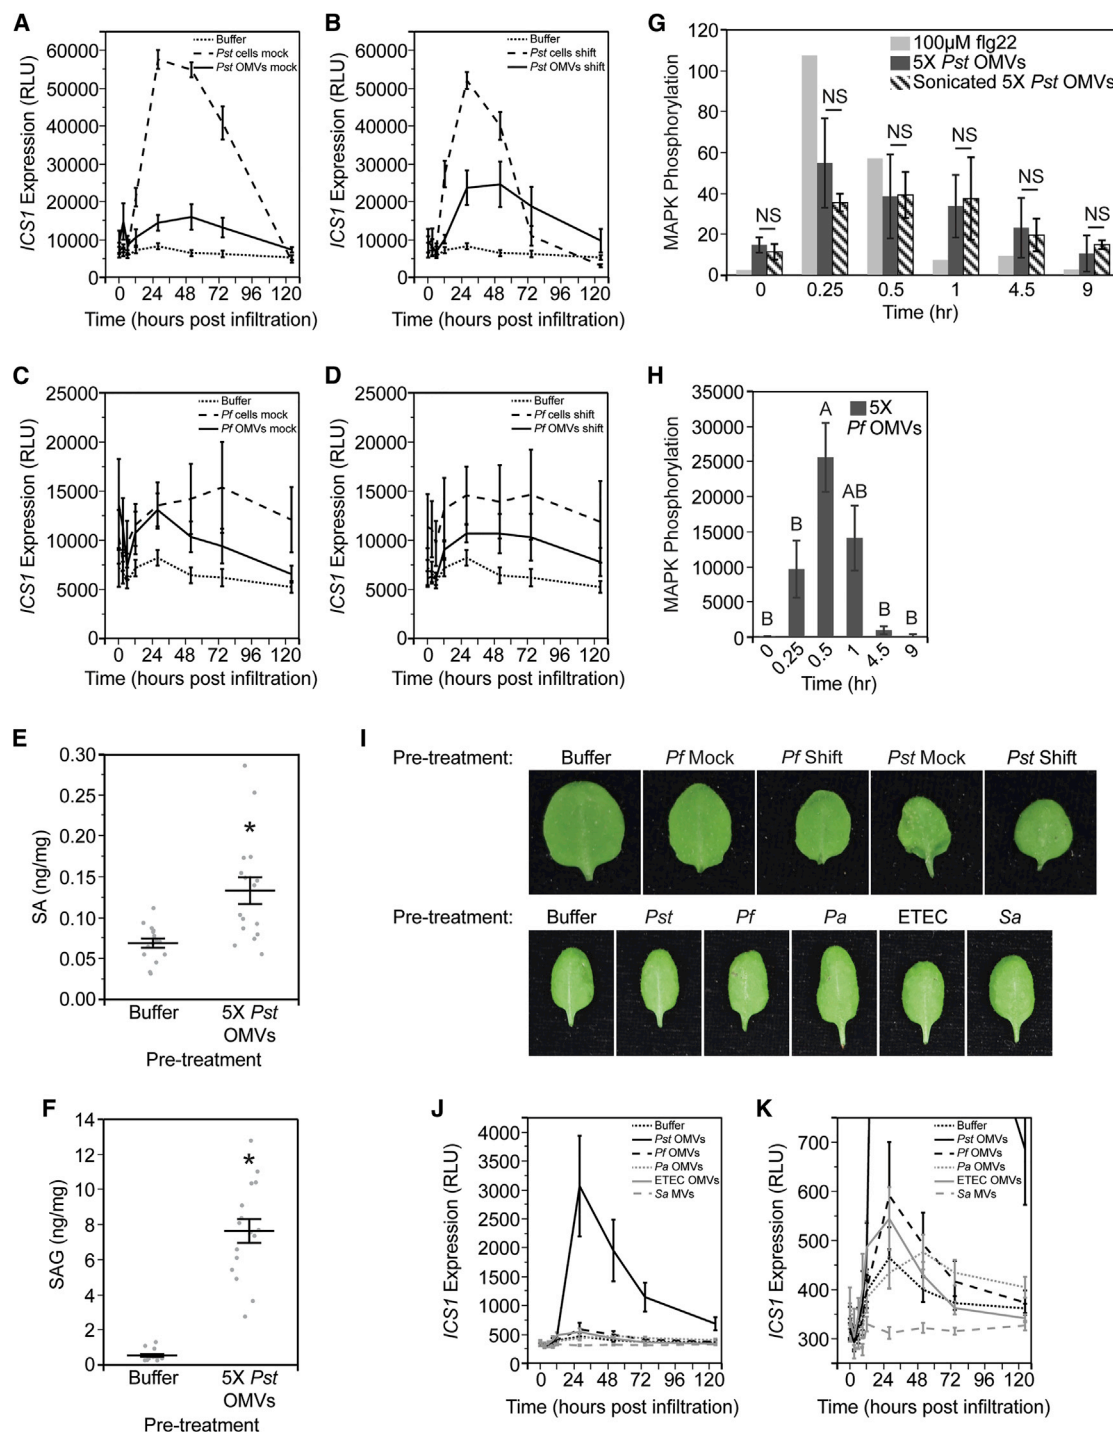 A
ICS1 Expression (RLU)
60000
50000
40000
30000
20000
10000
0
Buffer
Pst cells mock
Pst OMVs mock
0 24 48 72 96 120
Time (hours post infiltration)
B
ICS1 Expression (RLU)
60000
50000
40000
30000
20000
10000
0
Buffer
Pst cells shift
Pst OMVs shift
0 24 48 72 96 120
Time (hours post infiltration)
G
MAPK Phosphorylation
120
100
80
60
40
20
0
100µM flg22
5X Pst OMVs
Sonicated 5X Pst OMVs
NS
NS
NS
NS
NS
NS
0 0.25 0.5 1 4.5 9
Time (hr)
C
ICS1 Expression (RLU)
25000
20000
15000
10000
5000
0
Buffer
Pf cells mock
Pf OMVs mock
0 24 48 72 96 120
Time (hours post infiltration)
D
ICS1 Expression (RLU)
25000
20000
15000
10000
5000
0
Buffer
Pf cells shift
Pf OMVs shift
0 24 48 72 96 120
Time (hours post infiltration)
H
MAPK Phosphorylation
35000
30000
25000
20000
15000
10000
5000
0
5X
Pf OMVs
B
B
A
AB
B
B
0 0.25 0.5 1 4.5 9
Time (hr)
E
SA (ng/mg)
0.30
0.25
0.20
0.15
0.10
0.05
0.00
*
Buffer 5X Pst
OMVs
Pre-treatment
I
Pre-treatment: Buffer Pf Mock Pf Shift Pst Mock Pst Shift
Pre-treatment: Buffer Pst Pf Pa ETEC Sa
F
SAG (ng/mg)
14
12
10
8
6
4
2
0
*
Buffer 5X Pst
OMVs
Pre-treatment
J
ICS1 Expression (RLU)
4000
3500
3000
2500
2000
1500
1000
500
0
Buffer
Pst OMVs
Pf OMVs
Pa OMVs
ETEC OMVs
Sa MVs
0 24 48 72 96 120
Time (hours post infiltration)
K
ICS1 Expression (RLU)
700
600
500
400
300
Buffer
Pst OMVs
Pf OMVs
Pa OMVs
ETEC OMVs
Sa MVs
0 24 48 72 96 120
Time (hours post infiltration)